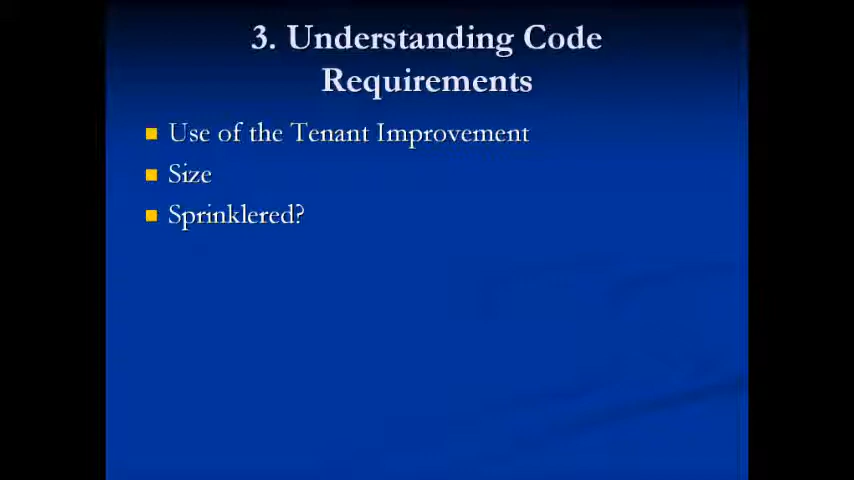 3. Understanding Code
Requirements
Use of the Tenant Improvement
Size
Sprinklered?